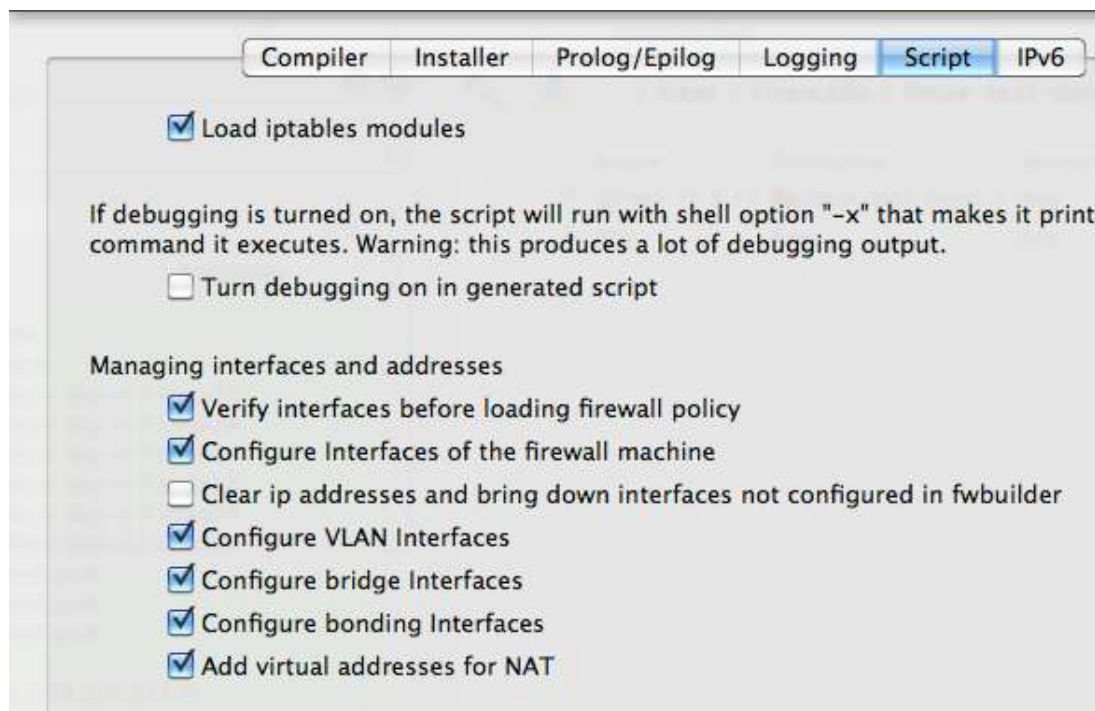 Compiler Installer Prolog/Epilog Logging Script IPv6
Load iptables modules
If debugging is turned on, the script will run with shell option "-x" that makes it print
command it executes. Warning: this produces a lot of debugging output.
Turn debugging on in generated script
Managing interfaces and addresses
Verify interfaces before loading firewall policy
Configure Interfaces of the firewall machine
Clear ip addresses and bring down interfaces not configured in fwbuilder
Configure VLAN Interfaces
Configure bridge Interfaces
Configure bonding Interfaces
Add virtual addresses for NAT